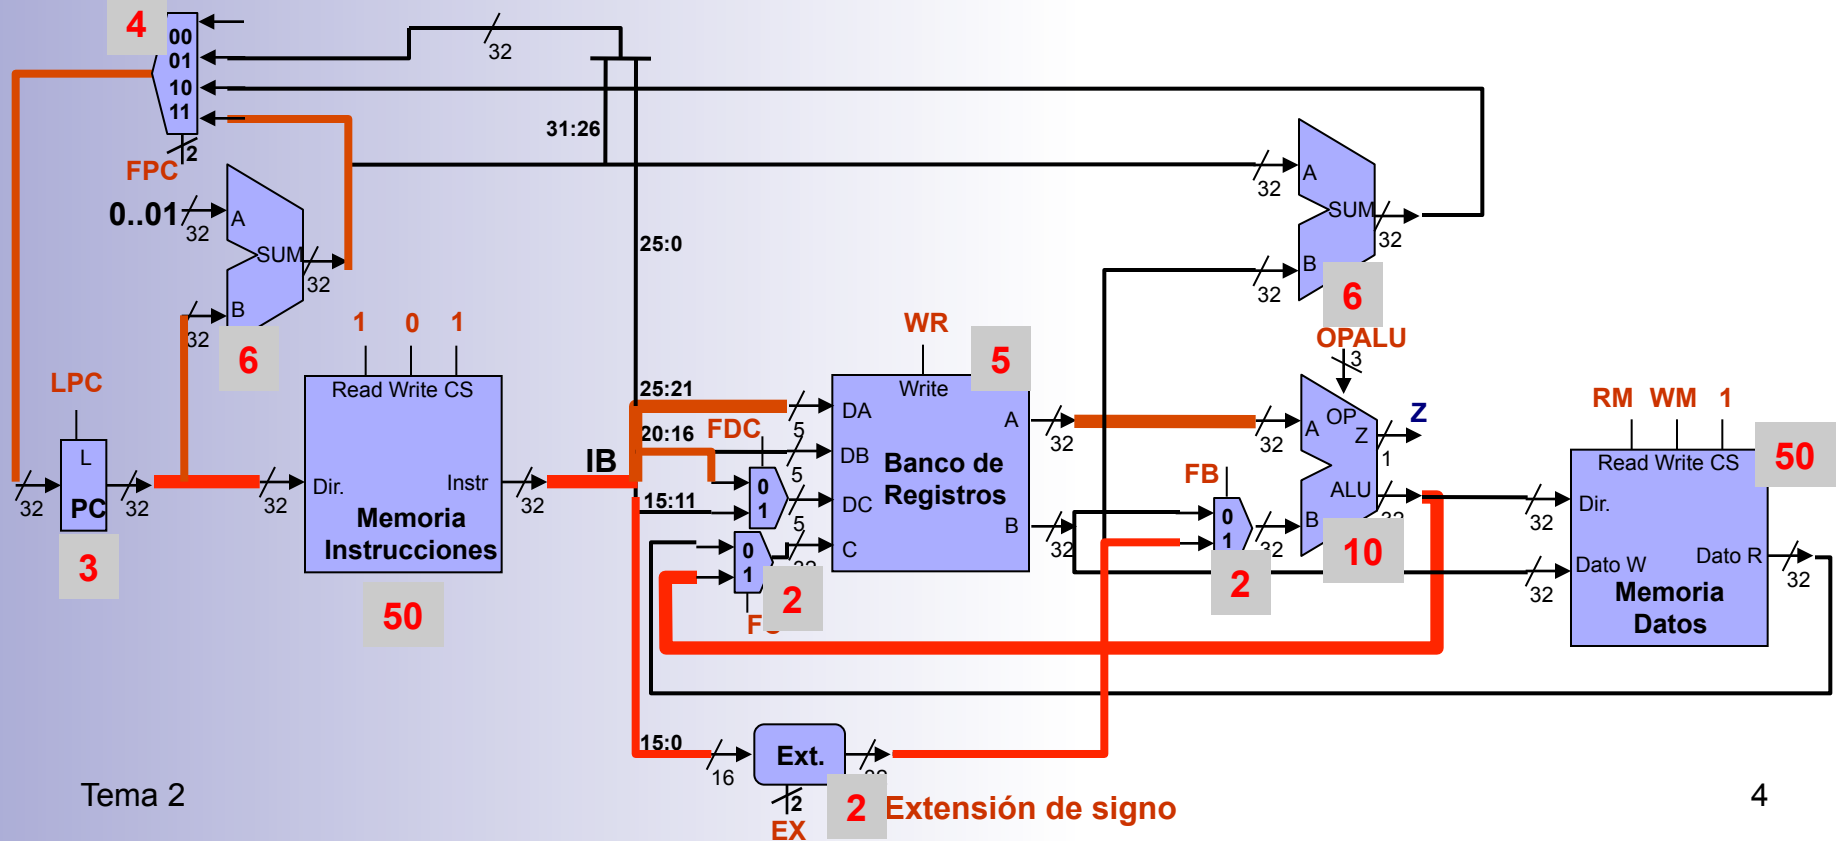 4
00
01
10
11
2
FPC
32
31:26
0..01
32
A
SUM
32
B
32
6
25:0
32
A
SUM
32
B
32
6
OPALU
3
LPC
L
PC
32
32
3
1 0 1
Read Write CS
Dir.
32
Instr
32
Memoria
Instrucciones
50
IB
25:21
20:16
15:11
15:0
FDC
0
1
5
5
5
0
1
2
WR
Write
5
DA
DB
DC
C
A
B
Banco de
Registros
32
32
FB
0
1
32
2
32
A
OP
Z
ALU
B
10
Z
1
RM WM 1
Read Write CS
50
Dir.
32
Dato W
32
Dato R
32
Memoria
Datos
16
Ext.
2
EX
2
Extensión de signo
Tema 2
4